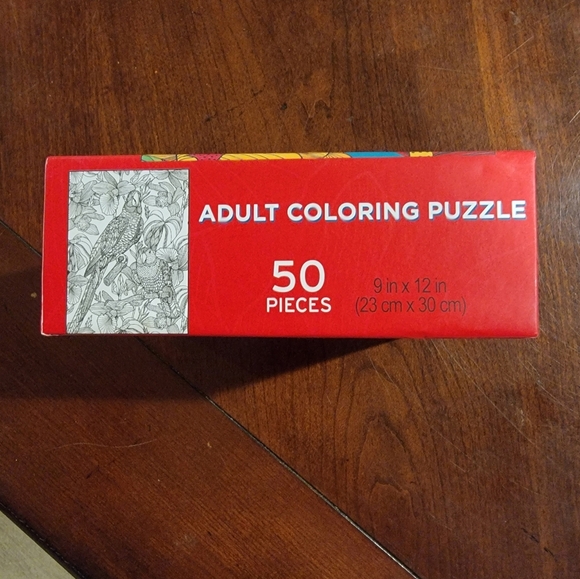 ADULT COLORING PUZZLE
50
PIECES
9 in x 12 in
(23 cm x 30 cm)